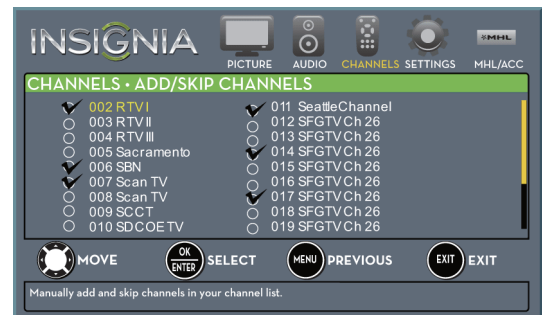 INSIGNIA
PICTURE AUDIO CHANNELS SETTINGS MHL/ACC
MHL
CHANNELS • ADD/SKIP CHANNELS
002 RTV I
003 RTV II
004 RTV III
005 Sacramento
006 SBN
007 Scan TV
008 Scan TV
009 SCCT
010 SDCOE TV
011 SeattleChannel
012 SFGTV Ch 26
013 SFGTV Ch 26
014 SFGTV Ch 26
015 SFGTV Ch 26
016 SFGTV Ch 26
017 SFGTV Ch 26
018 SFGTV Ch 26
019 SFGTV Ch 26
MOVE
OK
ENTER
SELECT
MENU PREVIOUS
EXIT EXIT
Manually add and skip channels in your channel list.